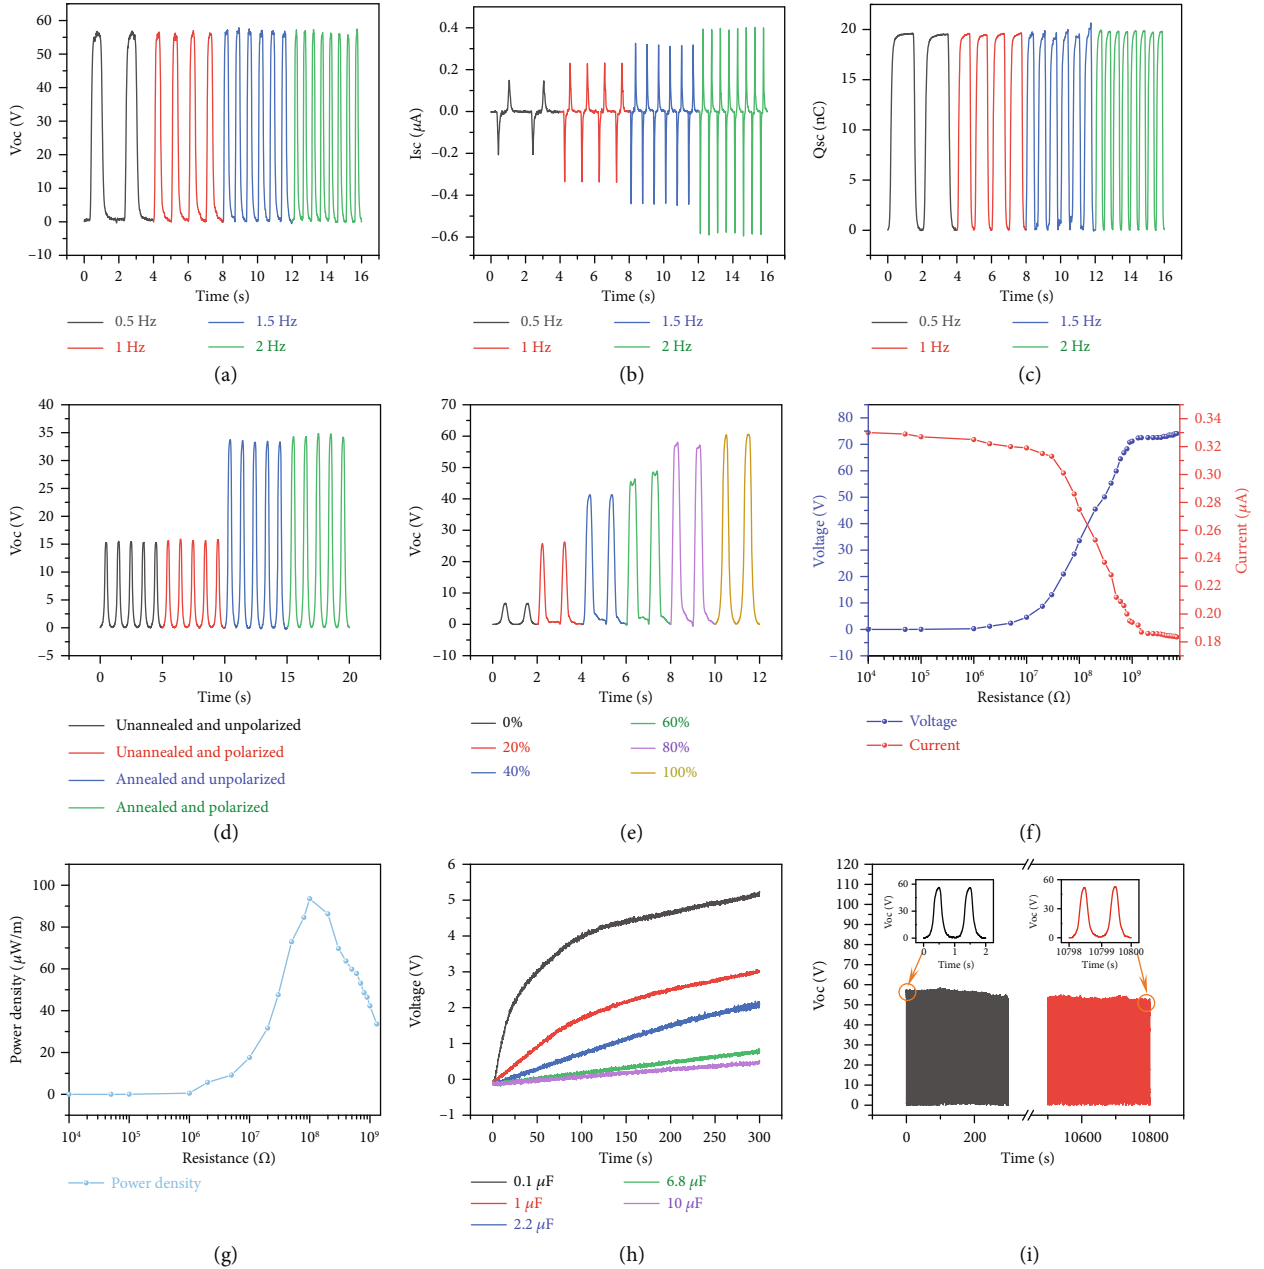 60
50
40
30
20
10
0
−10
Voc (V)
0 2 4 6 8 10 12 14 16
Time (s)
0.5 Hz 1.5 Hz
1 Hz 2 Hz
(a)
0.4
0.2
0.0
−0.2
−0.4
−0.6
Isc (μA)
0 2 4 6 8 10 12 14 16
Time (s)
0.5 Hz 1.5 Hz
1 Hz 2 Hz
(b)
20
15
10
5
0
Qsc (nC)
0 2 4 6 8 10 12 14 16
Time (s)
0.5 Hz 1.5 Hz
1 Hz 2 Hz
(c)
40
35
30
25
20
15
10
5
0
−5
Voc (V)
0 5 10 15 20
Time (s)
Unannealed and unpolarized
Unannealed and polarized
Annealed and unpolarized
Annealed and polarized
(d)
70
60
50
40
30
20
10
0
−10
Voc (V)
0 2 4 6 8 10 12
Time (s)
0% 60%
20% 80%
40% 100%
(e)
80
70
60
50
40
30
20
10
0
−10
Voltage (V)
0.34
0.32
0.30
0.28
0.26
0.24
0.22
0.20
0.18
Current (μA)
10⁴ 10⁵ 10⁶ 10⁷ 10⁸ 10⁹
Resistance (Ω)
Voltage
Current
(f)
100
80
60
40
20
0
Power density (μW/m)
10⁴ 10⁵ 10⁶ 10⁷ 10⁸ 10⁹
Resistance (Ω)
Power density
(g)
6
5
4
3
2
1
0
−1
Voltage (V)
0 50 100 150 200 250 300
Time (s)
0.1 μF 6.8 μF
1 μF 10 μF
2.2 μF
(h)
120
110
100
90
80
70
60
50
40
30
20
10
0
Voc (V)
60
30
0
Voc (V)
0 1 2
Time (s)
60
30
0
Voc (V)
10798 10799 10800
Time (s)
0 200 10600 10800
Time (s)
(i)